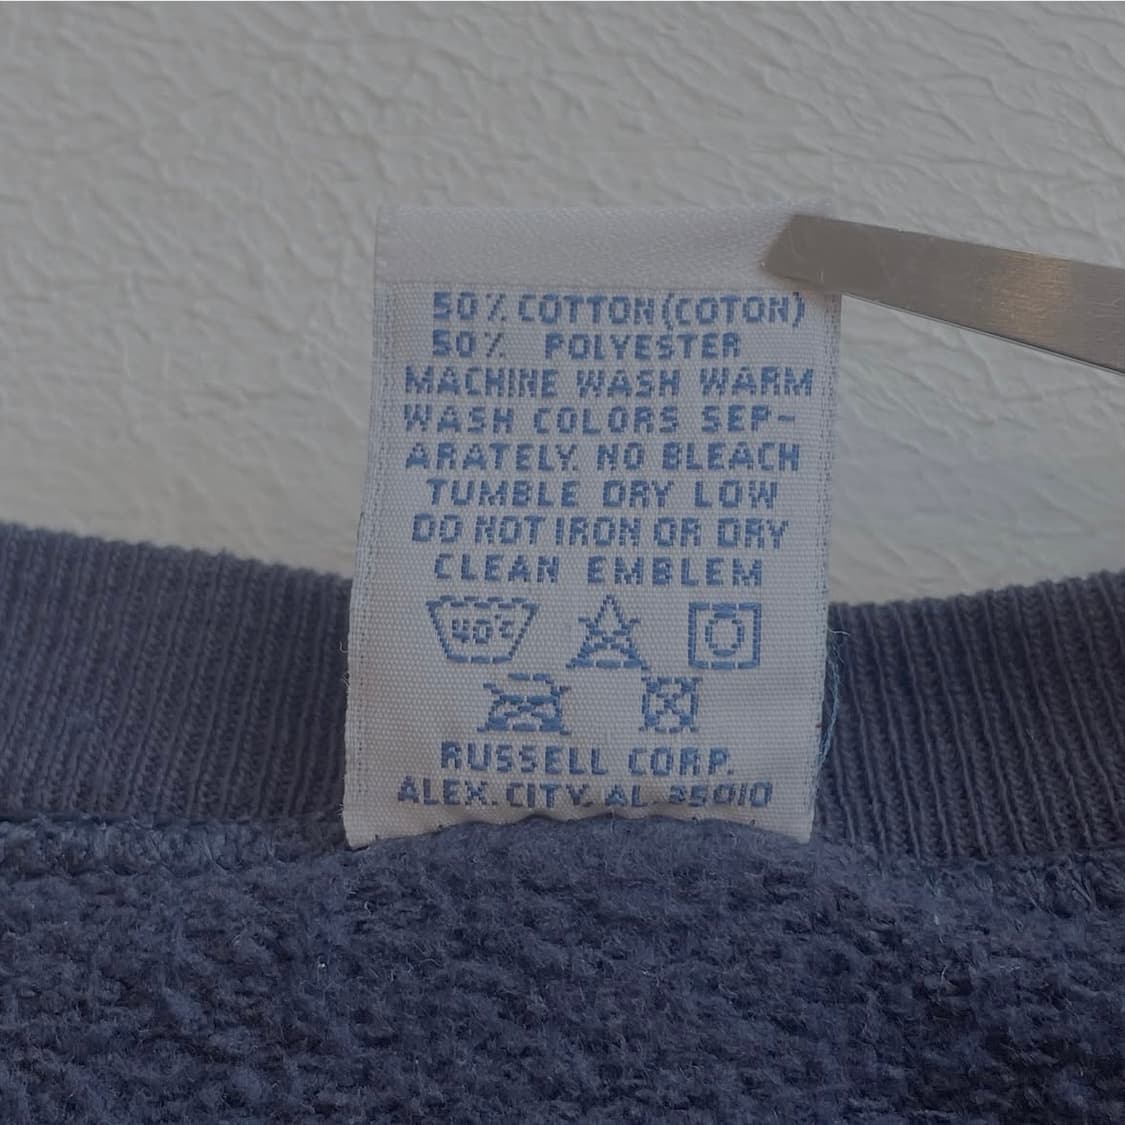 50% COTTON (COTON)
50% POLYESTER
MACHINE WASH WARM
WASH COLORS SEP-
ARATELY. NO BLEACH
TUMBLE DRY LOW
DO NOT IRON OR DRY
CLEAN EMBLEM
40°C
RUSSELL CORP.
ALEX. CITY, AL 35010